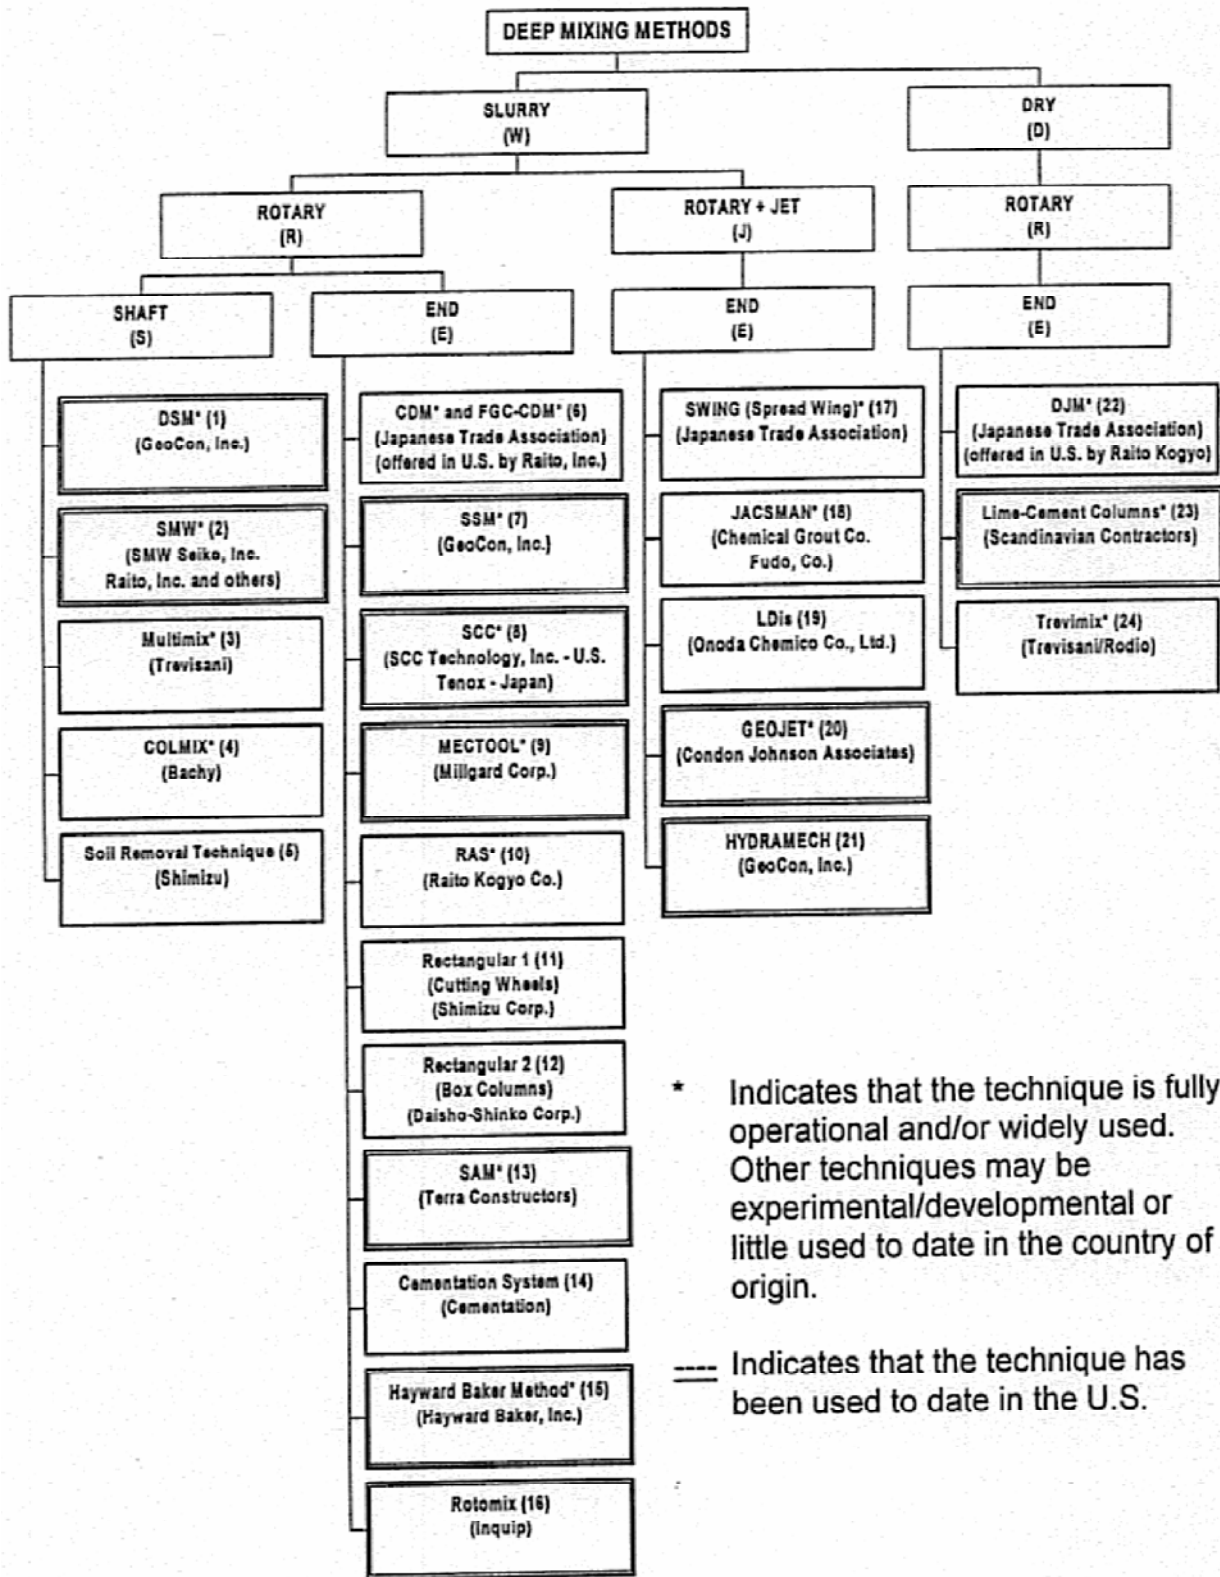 DEEP MIXING METHODS
SLURRY
(W)
DRY
(D)
ROTARY
(R)
ROTARY + JET
(J)
ROTARY
(R)
SHAFT
(S)
END
(E)
END
(E)
END
(E)
DSM* (1)
(GeoCon, Inc.)
SMW* (2)
(SMW Seiko, Inc.
Raito, Inc. and others)
Multimix* (3)
(Trevisani)
COLMIX* (4)
(Bachy)
Soil Removal Technique (5)
(Shimizu)
CDM* and FGC-CDM* (6)
(Japanese Trade Association)
(offered in U.S. by Raito, Inc.)
SSM* (7)
(GeoCon, Inc.)
SCC* (8)
(SCC Technology, Inc. - U.S.
Tenox - Japan)
MECTOOL* (9)
(Millgard Corp.)
RAS* (10)
(Raito Kogyo Co.)
Rectangular 1 (11)
(Cutting Wheels)
(Shimizu Corp.)
Rectangular 2 (12)
(Box Columns)
(Daisho-Shinko Corp.)
SAM* (13)
(Terra Constructors)
Cementation System (14)
(Cementation)
Hayward Baker Method* (15)
(Hayward Baker, Inc.)
Rotomix (16)
(Inquip)
SWING (Spread Wing)* (17)
(Japanese Trade Association)
JACSMAN* (18)
(Chemical Grout Co.
Fudo, Co.)
LDis (19)
(Onoda Chemico Co., Ltd.)
GEOJET* (20)
(Condon Johnson Associates)
HYDRAMECH (21)
(GeoCon, Inc.)
DJM* (22)
(Japanese Trade Association)
(offered in U.S. by Raito Kogyo)
Lime-Cement Columns* (23)
(Scandinavian Contractors)
Trevimix* (24)
(Trevisani/Rodio)
* Indicates that the technique is fully
operational and/or widely used.
Other techniques may be
experimental/developmental or
little used to date in the country of
origin.
---- Indicates that the technique has
been used to date in the U.S.